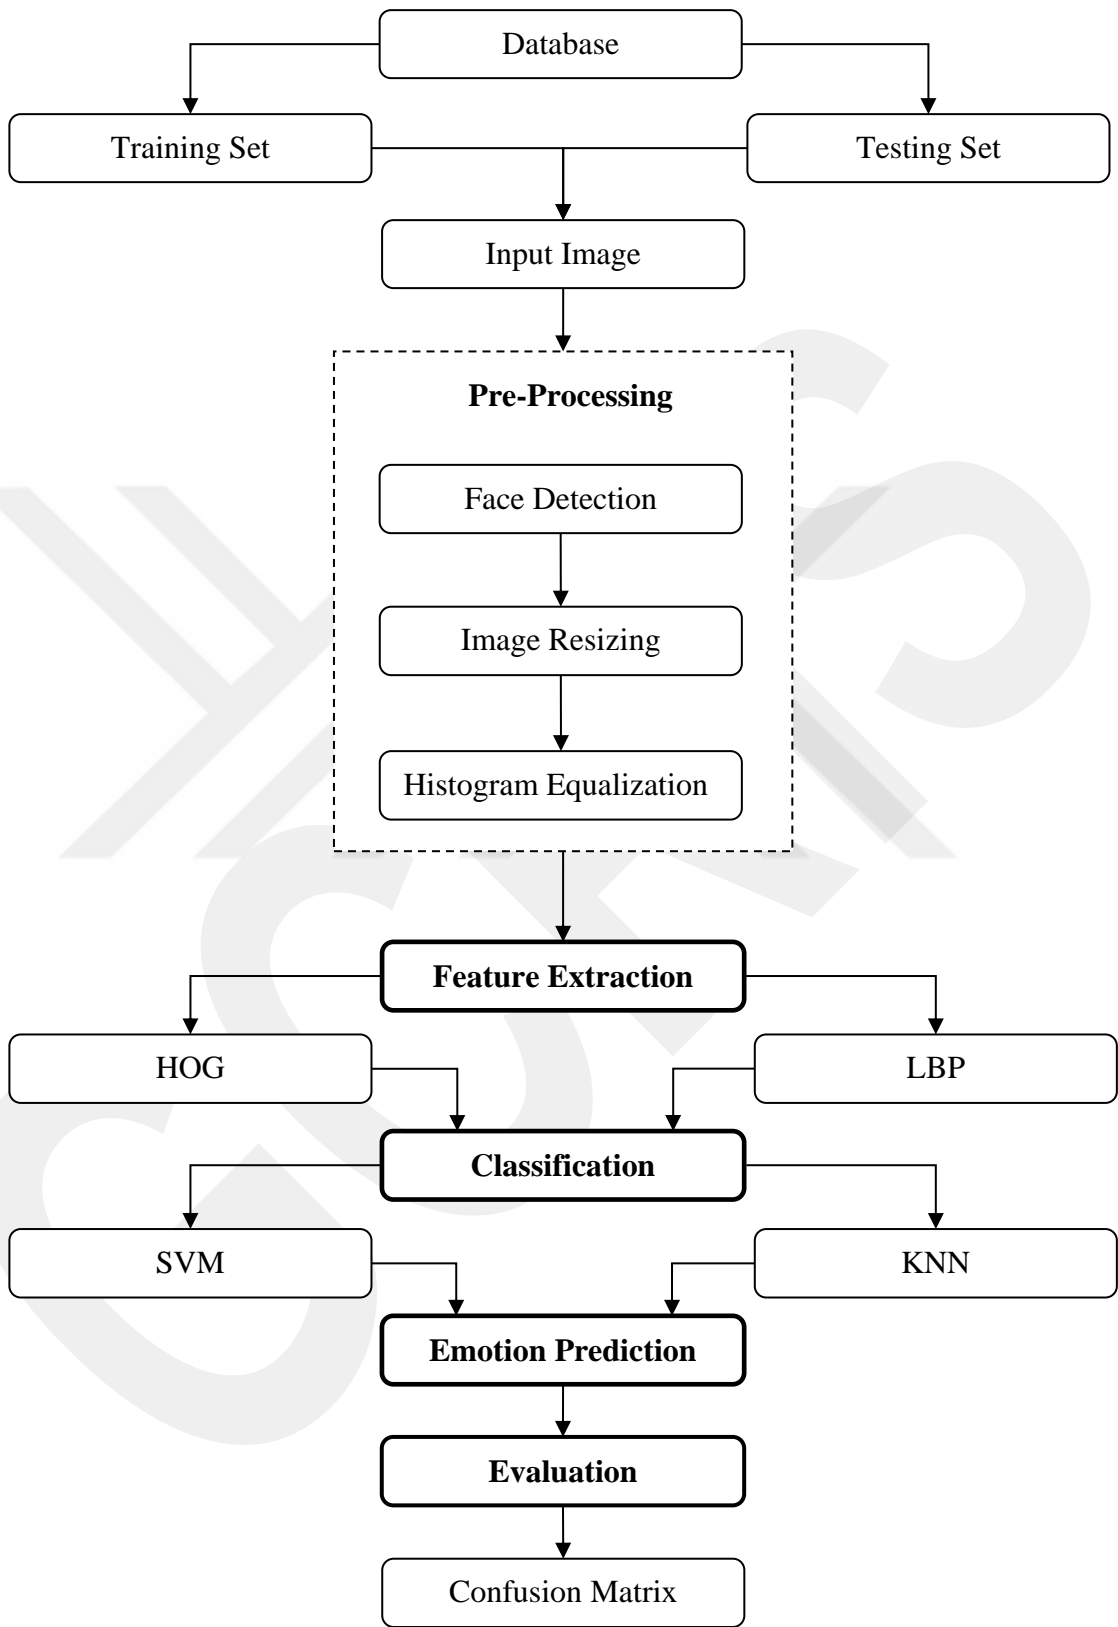 Database
Training Set
Testing Set
Input Image
Pre-Processing
Face Detection
Image Resizing
Histogram Equalization
Feature Extraction
HOG
LBP
Classification
SVM
KNN
Emotion Prediction
Evaluation
Confusion Matrix